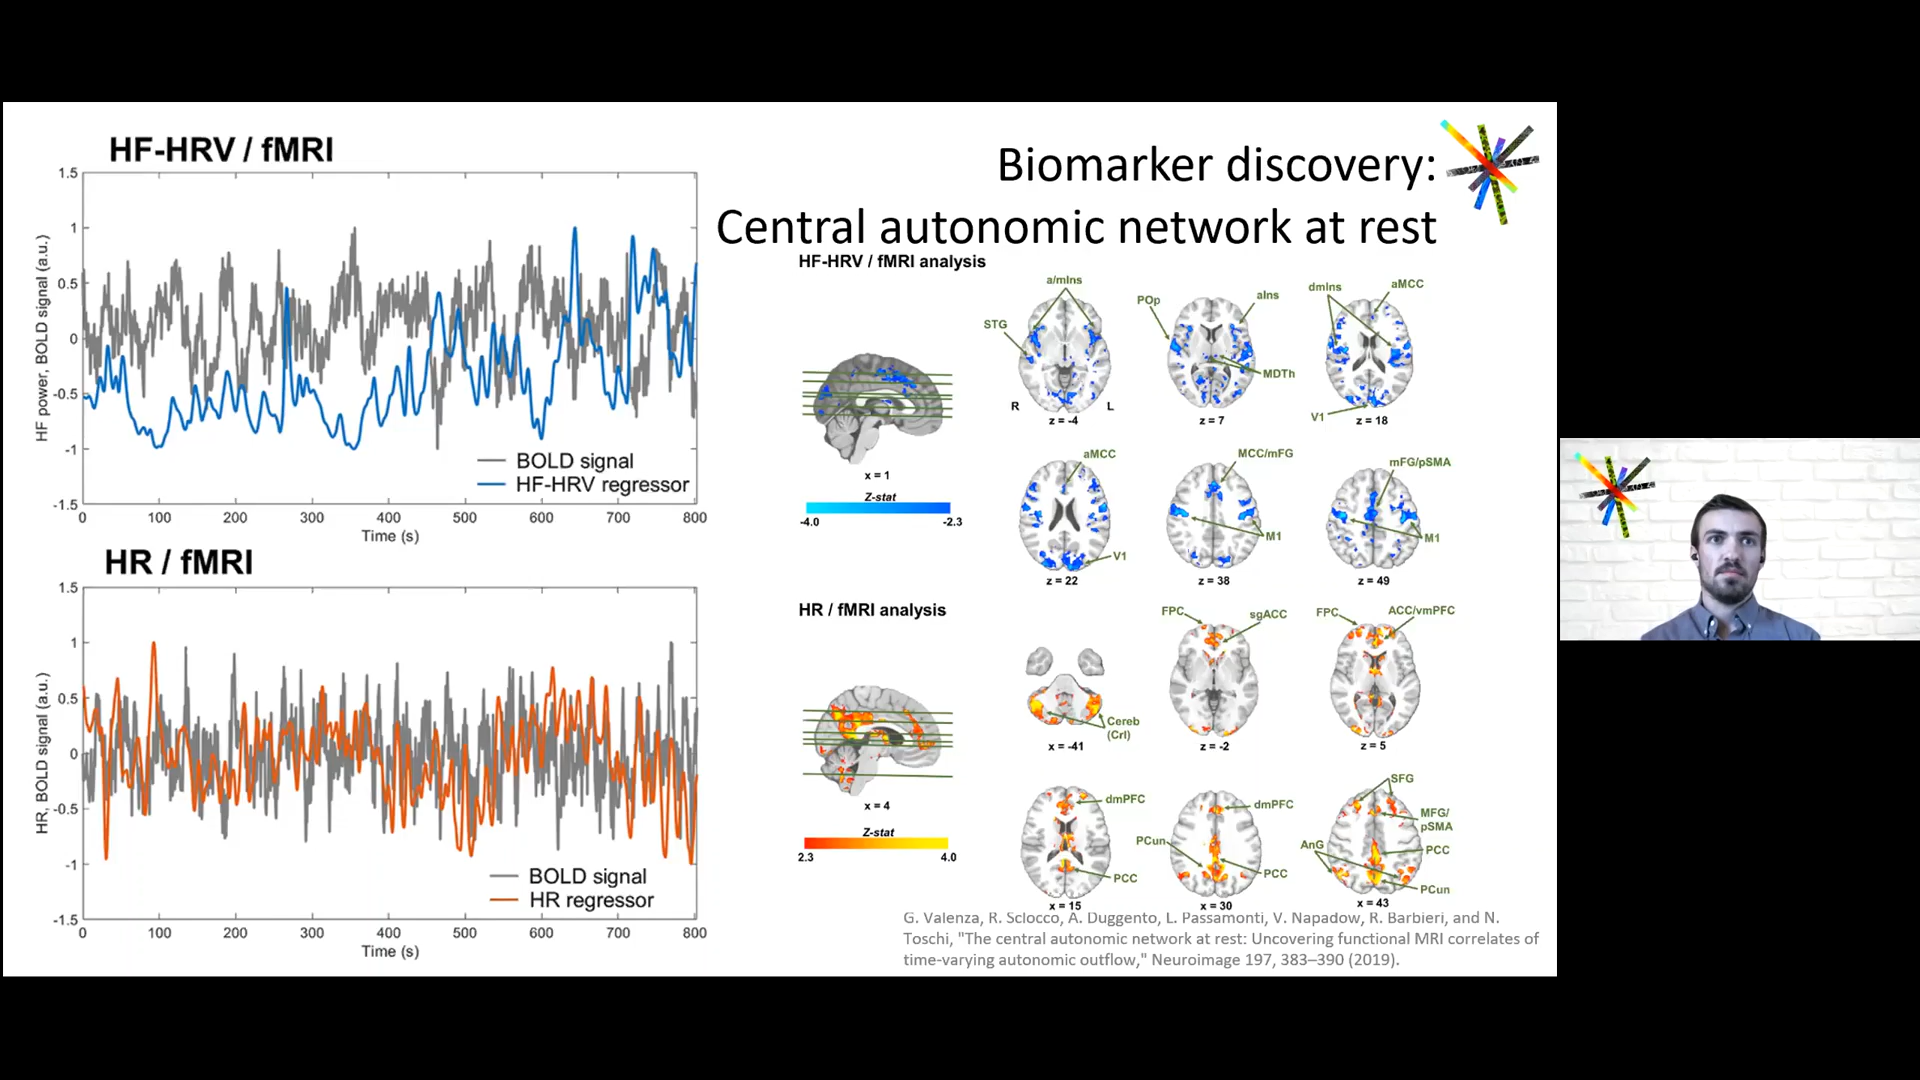 HF-HRV / fMRI
1.5
1
0.5
0
-0.5
-1
-1.5
HF power, BOLD signal (a.u.)
BOLD signal
HF-HRV regressor
0 100 200 300 400 500 600 700 800
Time (s)
HR / fMRI
1.5
1
0.5
0
-0.5
-1
-1.5
HR, BOLD signal (a.u.)
BOLD signal
HR regressor
0 100 200 300 400 500 600 700 800
Time (s)
Biomarker discovery:
Central autonomic network at rest
HF-HRV / fMRI analysis
x = 1
Z-stat
-4.0 -2.3
a/mIns
STG
R L
z = -4
POp
aIns
MDTh
z = 7
dmIns
aMCC
V1
z = 18
aMCC
V1
z = 22
MCC/mFG
M1
z = 38
mFG/pSMA
M1
z = 49
HR / fMRI analysis
x = 4
Z-stat
2.3 4.0
Cereb
(CrI)
x = -41
FPC
sgACC
z = -2
FPC
ACC/vmPFC
z = 5
dmPFC
PCC
x = 15
dmPFC
PCun
PCC
x = 30
SFG
MFG/
pSMA
AnG
PCC
PCun
x = 43
G. Valenza, R. Sclocco, A. Duggento, L. Passamonti, V. Napadow, R. Barbieri, and N.
Toschi, "The central autonomic network at rest: Uncovering functional MRI correlates of
time-varying autonomic outflow," Neuroimage 197, 383–390 (2019).